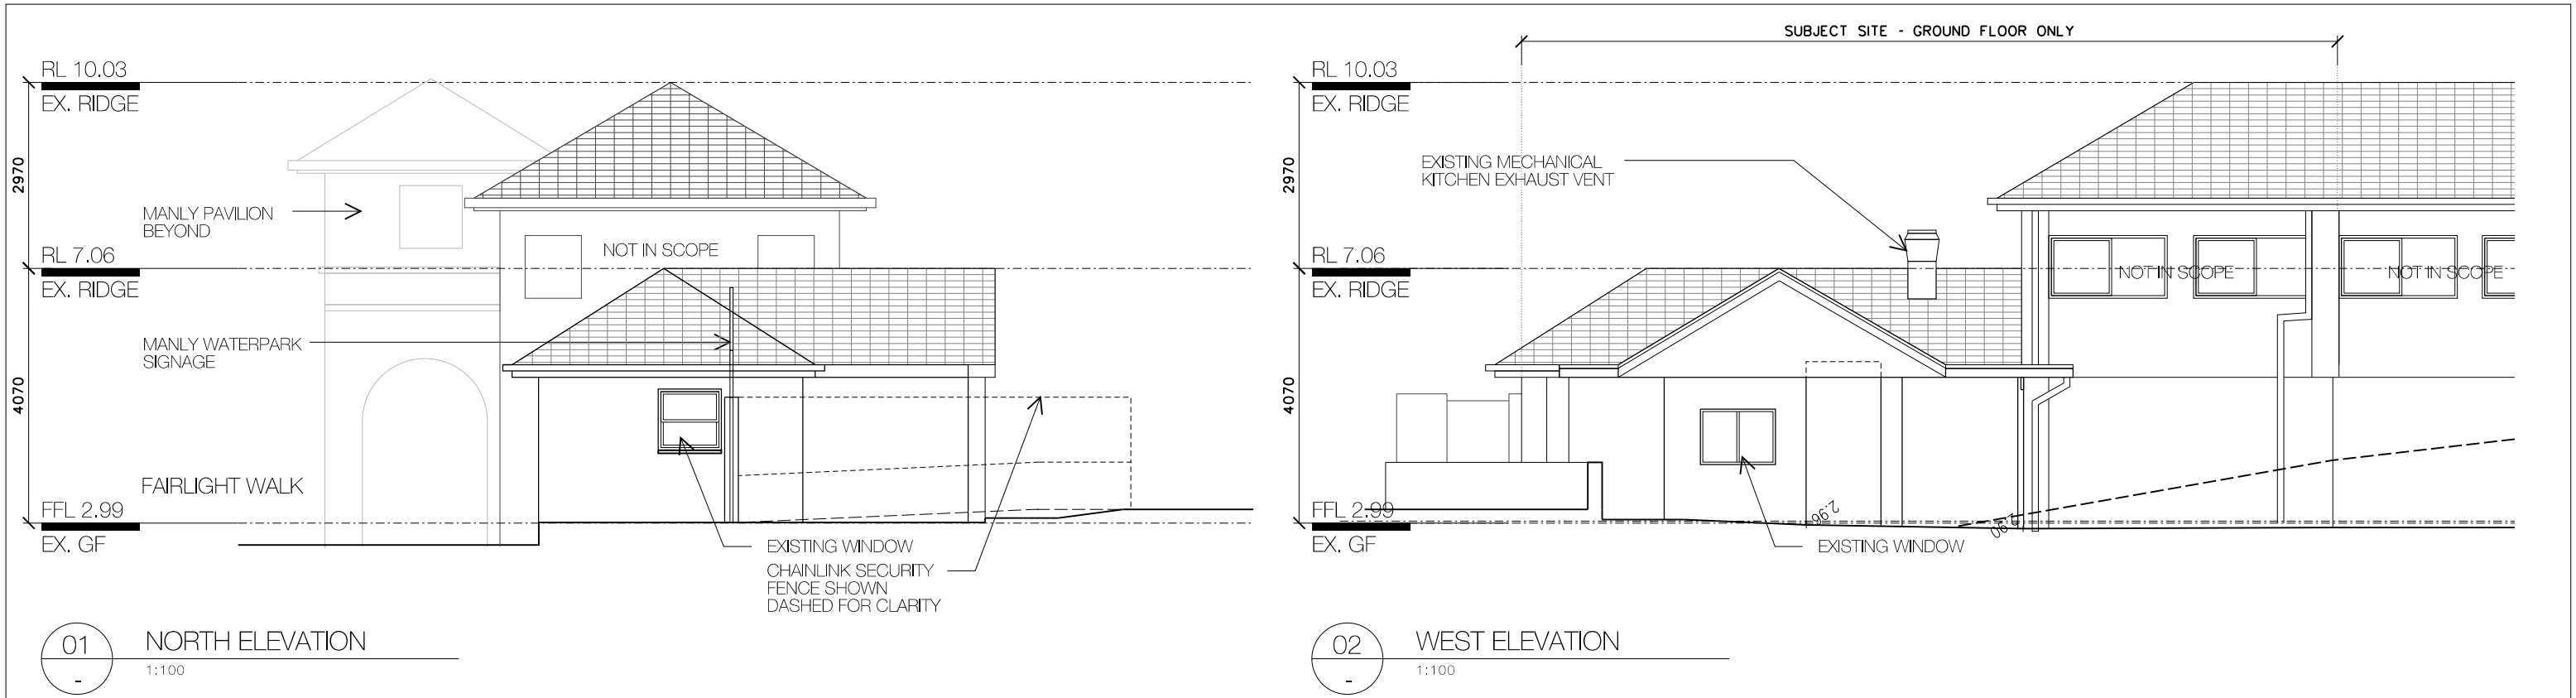 RL 10.03
EX. RIDGE
2970
MANLY PAVILION
BEYOND
NOT IN SCOPE
RL 7.06
EX. RIDGE
MANLY WATERPARK
SIGNAGE
4070
FAIRLIGHT WALK
FFL 2.99
EX. GF
EXISTING WINDOW
CHAINLINK SECURITY
FENCE SHOWN
DASHED FOR CLARITY
01
-
NORTH ELEVATION
1:100
SUBJECT SITE - GROUND FLOOR ONLY
RL 10.03
EX. RIDGE
2970
EXISTING MECHANICAL
KITCHEN EXHAUST VENT
RL 7.06
EX. RIDGE
NOT IN SCOPE
NOT IN SCOPE
4070
FFL 2.99
EX. GF
2.96
EXISTING WINDOW
02
-
WEST ELEVATION
1:100